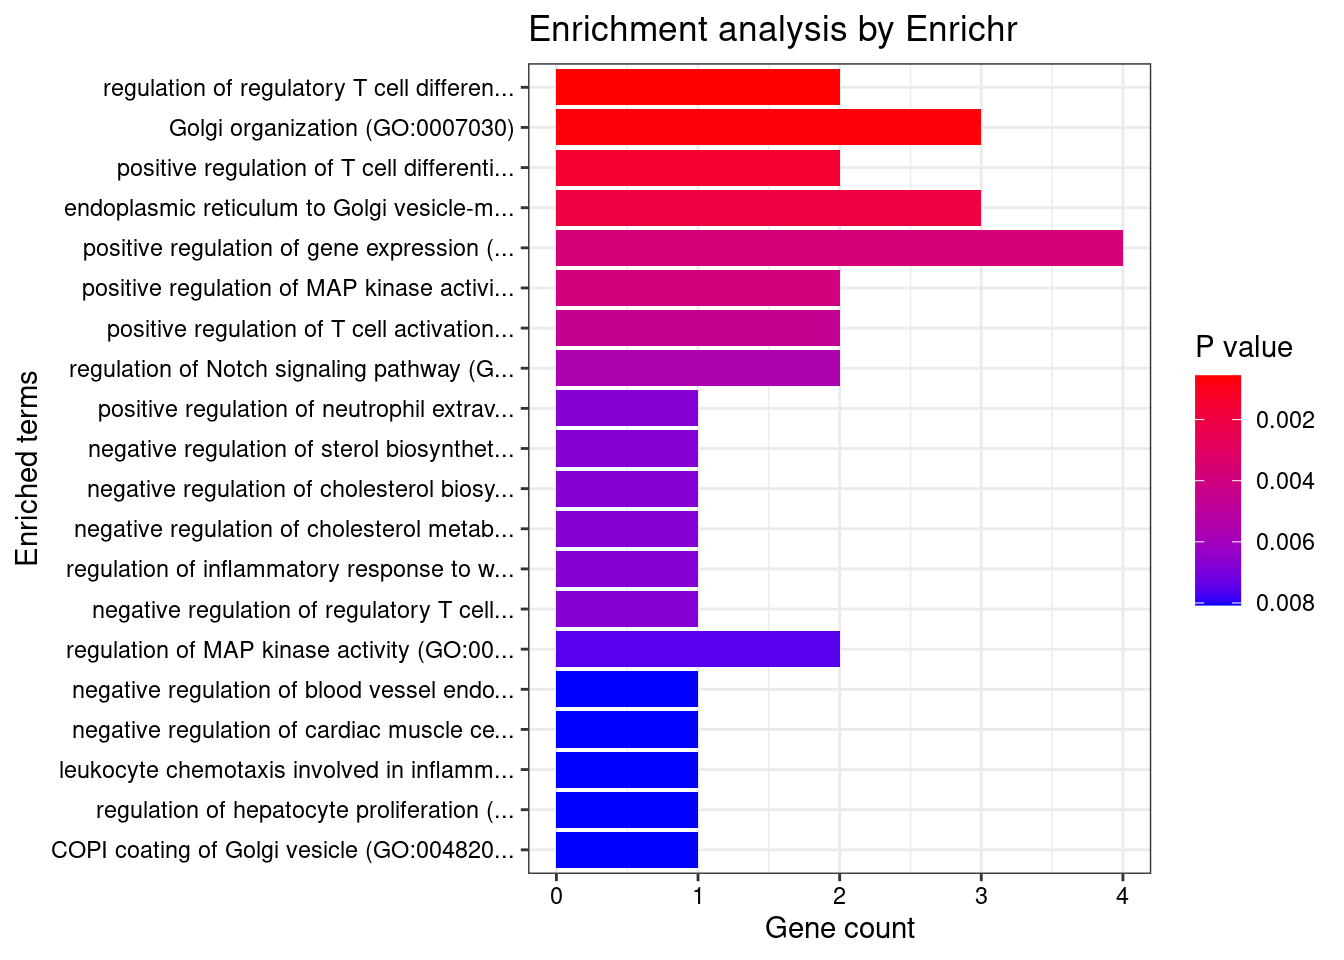 Enrichment analysis by Enrichr
regulation of regulatory T cell differen...
Golgi organization (GO:0007030)
positive regulation of T cell differenti...
endoplasmic reticulum to Golgi vesicle-m...
positive regulation of gene expression (...
positive regulation of MAP kinase activi...
positive regulation of T cell activation...
regulation of Notch signaling pathway (G...
positive regulation of neutrophil extrav...
negative regulation of sterol biosynthet...
negative regulation of cholesterol biosy...
negative regulation of cholesterol metab...
regulation of inflammatory response to w...
negative regulation of regulatory T cell...
regulation of MAP kinase activity (GO:00...
negative regulation of blood vessel endo...
negative regulation of cardiac muscle ce...
leukocyte chemotaxis involved in inflamm...
regulation of hepatocyte proliferation (...
COPI coating of Golgi vesicle (GO:004820...
Enriched terms
0 1 2 3 4
Gene count
P value
0.002
0.004
0.006
0.008